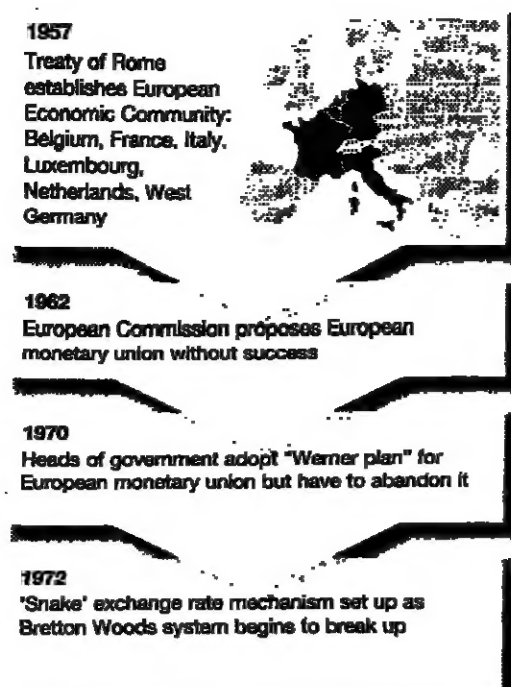 1957
Treaty of Rome
establishes European
Economic Community:
Belgium, France, Italy,
Luxembourg,
Netherlands, West
Germany
1962
European Commission proposes European
monetary union without success
1970
Heads of government adopt "Werner plan" for
European monetary union but have to abandon it
1972
'Snake' exchange rate mechanism set up as
Bretton Woods system begins to break up